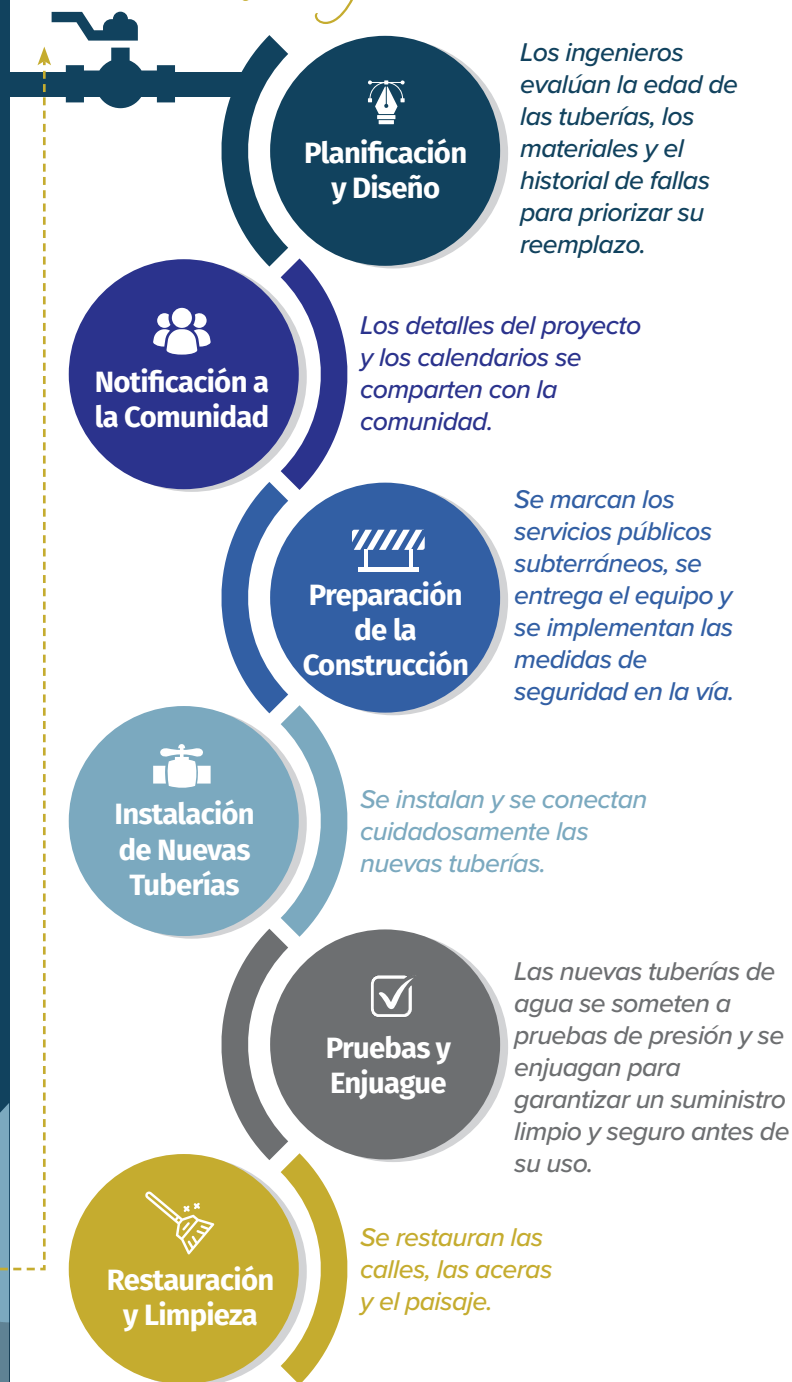 Planificación
y Diseño
Los ingenieros
evalúan la edad de
las tuberías, los
materiales y el
historial de fallas
para priorizar su
reemplazo.
Notificación a
la Comunidad
Los detalles del proyecto
y los calendarios se
comparten con la
comunidad.
Preparación
de la
Construcción
Se marcan los
servicios públicos
subterráneos, se
entrega el equipo y
se implementan las
medidas de
seguridad en la vía.
Instalación
de Nuevas
Tuberías
Se instalan y se conectan
cuidadosamente las
nuevas tuberías.
Pruebas y
Enjuague
Las nuevas tuberías de
agua se someten a
pruebas de presión y se
enjuagan para
garantizar un suministro
limpio y seguro antes de
su uso.
Restauración
y Limpieza
Se restauran las
calles, las aceras
y el paisaje.